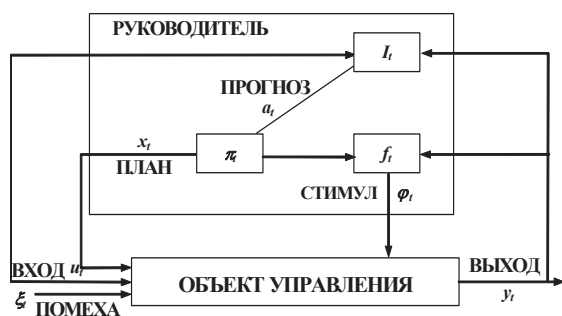 РУКОВОДИТЕЛЬ
I_t
ПРОГНОЗ
a_t
x_t
ПЛАН
π_t
f_t
СТИМУЛ φ_t
ВХОД u_t
ОБЪЕКТ УПРАВЛЕНИЯ
ВЫХОД
y_t
ξ_t ПОМЕХА